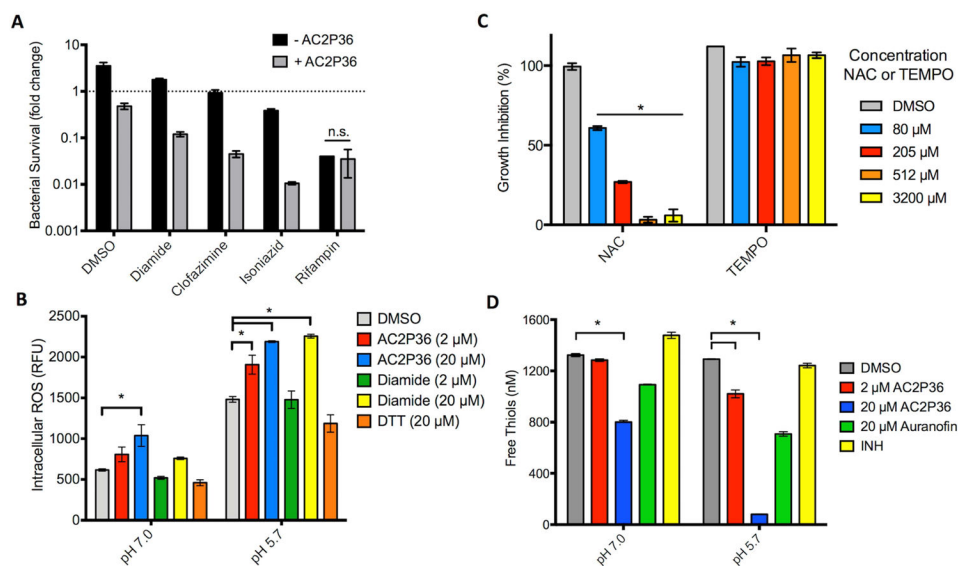 A
- AC2P36
+ AC2P36
Bacterial Survival (fold change)
10
1
0.1
0.01
0.001
n.s.
DMSO
Diamide
Clofazimine
Isoniazid
Rifampin
C
Growth Inhibition (%)
100
50
0
*
NAC
TEMPO
Concentration
NAC or TEMPO
DMSO
80 µM
205 µM
512 µM
3200 µM
B
Intracellular ROS (RFU)
2500
2000
1500
1000
500
0
*
*
*
pH 7.0
pH 5.7
DMSO
AC2P36 (2 µM)
AC2P36 (20 µM)
Diamide (2 µM)
Diamide (20 µM)
DTT (20 µM)
D
Free Thiols (nM)
1600
1200
800
400
0
*
*
pH 7.0
pH 5.7
DMSO
2 µM AC2P36
20 µM AC2P36
20 µM Auranofin
INH